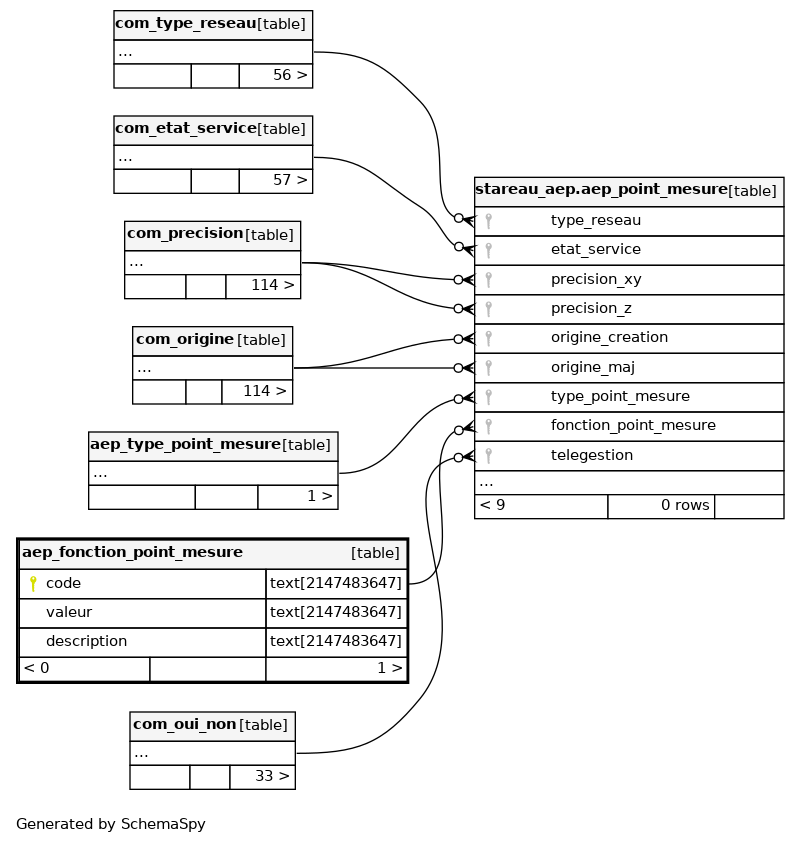 com_type_reseau [table]
...
56 >
com_etat_service [table]
...
57 >
com_precision [table]
...
114 >
com_origine [table]
...
114 >
aep_type_point_mesure [table]
...
1 >
aep_fonction_point_mesure [table]
code text[2147483647]
valeur text[2147483647]
description text[2147483647]
< 0 1 >
com_oui_non [table]
...
33 >
stareau_aep.aep_point_mesure [table]
type_reseau
etat_service
precision_xy
precision_z
origine_creation
origine_maj
type_point_mesure
fonction_point_mesure
telegestion
...
< 9 0 rows
Generated by SchemaSpy